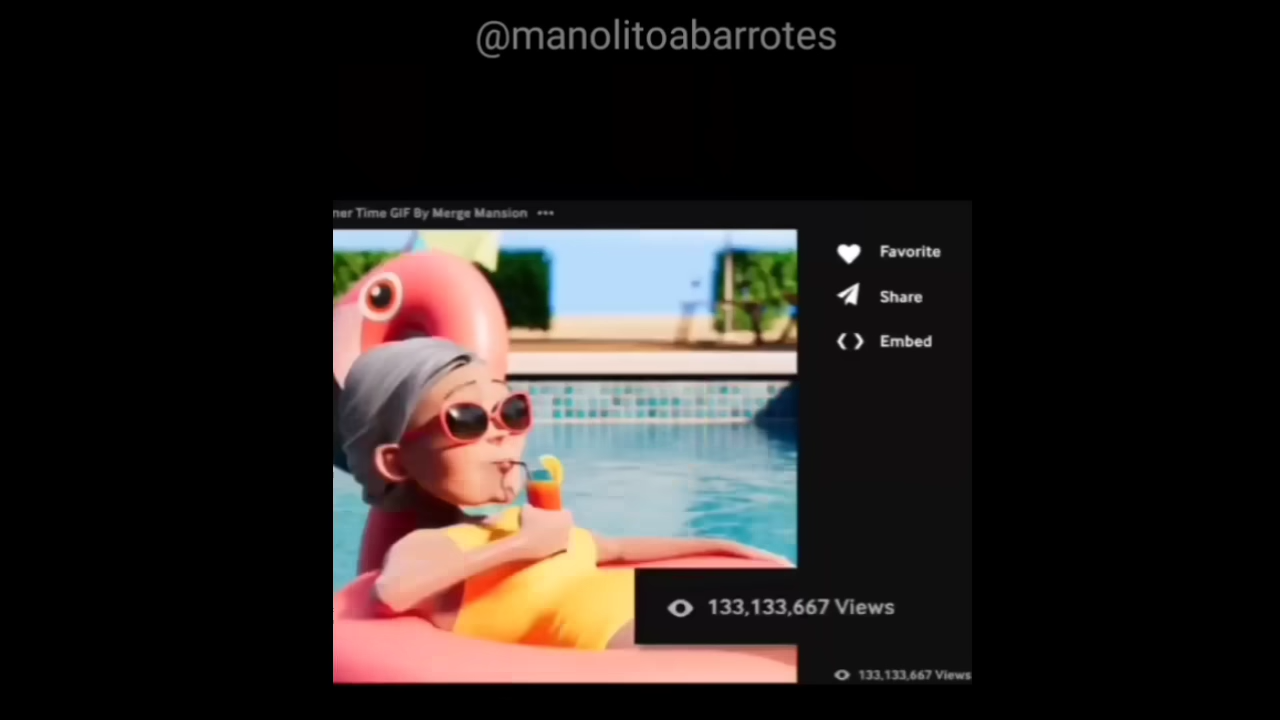 @manolitoabarrotes
ner Time GIF By Merge Mansion •••
Favorite
Share
Embed
133,133,667 Views
133,133,667 Views